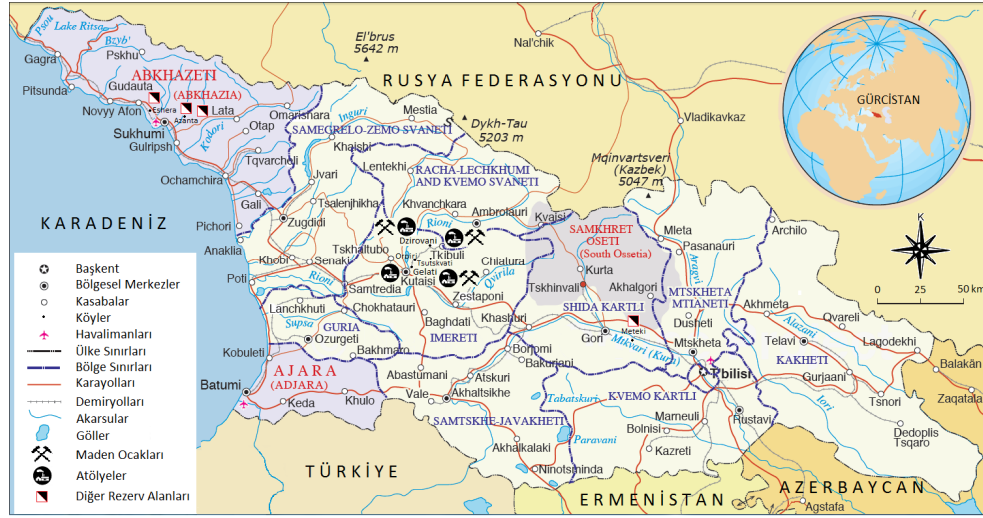 Psou
Lake Ritsa
Bzyb'
Gagra
Pskhu
Pitsunda
Gudauta
ABKHAZETI
(ABKHAZIA)
Novyy Afon
Eshera
Azanta
Lata
Sukhumi
Gulripsh
K'odori
Otap
Omarishara
Tqvarcheli
Ochamchira
Gali
El'brus
5642 m
Nal'chik
RUSYA FEDERASYONU
Dykh-Tau
5203 m
Vladikavkaz
Mqinvartsveri
(Kazbek)
5047 m
GÜRCİSTAN
Inguri
Mestia
SAMEGRELO-ZEMO SVANETI
Khaishi
Lentekhi
RACHA-LECHKHUMI
AND KVEMO SVANETI
Jvari
Tsalenjhikha
Khvanchkara
Ambrolauri
Rioni
Zugdidi
KARADENİZ
Pichori
Anaklia
Dzirovani
Tskhaltubo
Orpiri
Tkibuli
Tsutskvati
Gelati
Chiatura
Kutaisi
Qvirila
Khobi
Senaki
Poti
Rioni
Samtredia
Zestaponi
Lanchkhuti
Chokhatauri
Supsa
GURIA
Ozurgeti
Baghdati
IMERETI
Khashuri
Kobuleti
Bakhmaro
Kvaisi
SAMKHRET
OSETI
(South Ossetia)
Kurta
Tskhinvali
Akhalgori
SHIDA KARTLI
Meteki
Gori
Mtkvari (Kura)
Mleta
Pasanauri
Aragvi
MTSKHETA
MTIANETI
Dusheti
Mtskheta
Tbilisi
Archilo
K
0 25 50 km
Akhmeta
Qvareli
Alazani
Telavi
Lagodekhi
KAKHETI
Balakän
Gurjaani
Zaqatala
Tsnori
Iori
Dedoplis
Tsqaro
Borjomi
Bakuriani
AJARA
(ADJARA)
Batumi
Keda
Khulo
Abastumani
Atskuri
Vale
Akhaltsikhe
SAMTSKHE-JAVAKHETI
Tabatskuri
KVEMO KARTLI
Marneuli
Rustavi
Bolnisi
Kazreti
Paravani
Akhalkalaki
Ninotsminda
TÜRKİYE
ERMENİSTAN
AZERBAYCAN
Agstafa
Başkent
Bölgesel Merkezler
Kasabalar
Köyler
Havalimanları
Ülke Sınırları
Bölge Sınırları
Karayolları
Demiryolları
Akarsular
Göller
Maden Ocakları
Atölyeler
Diğer Rezerv Alanları